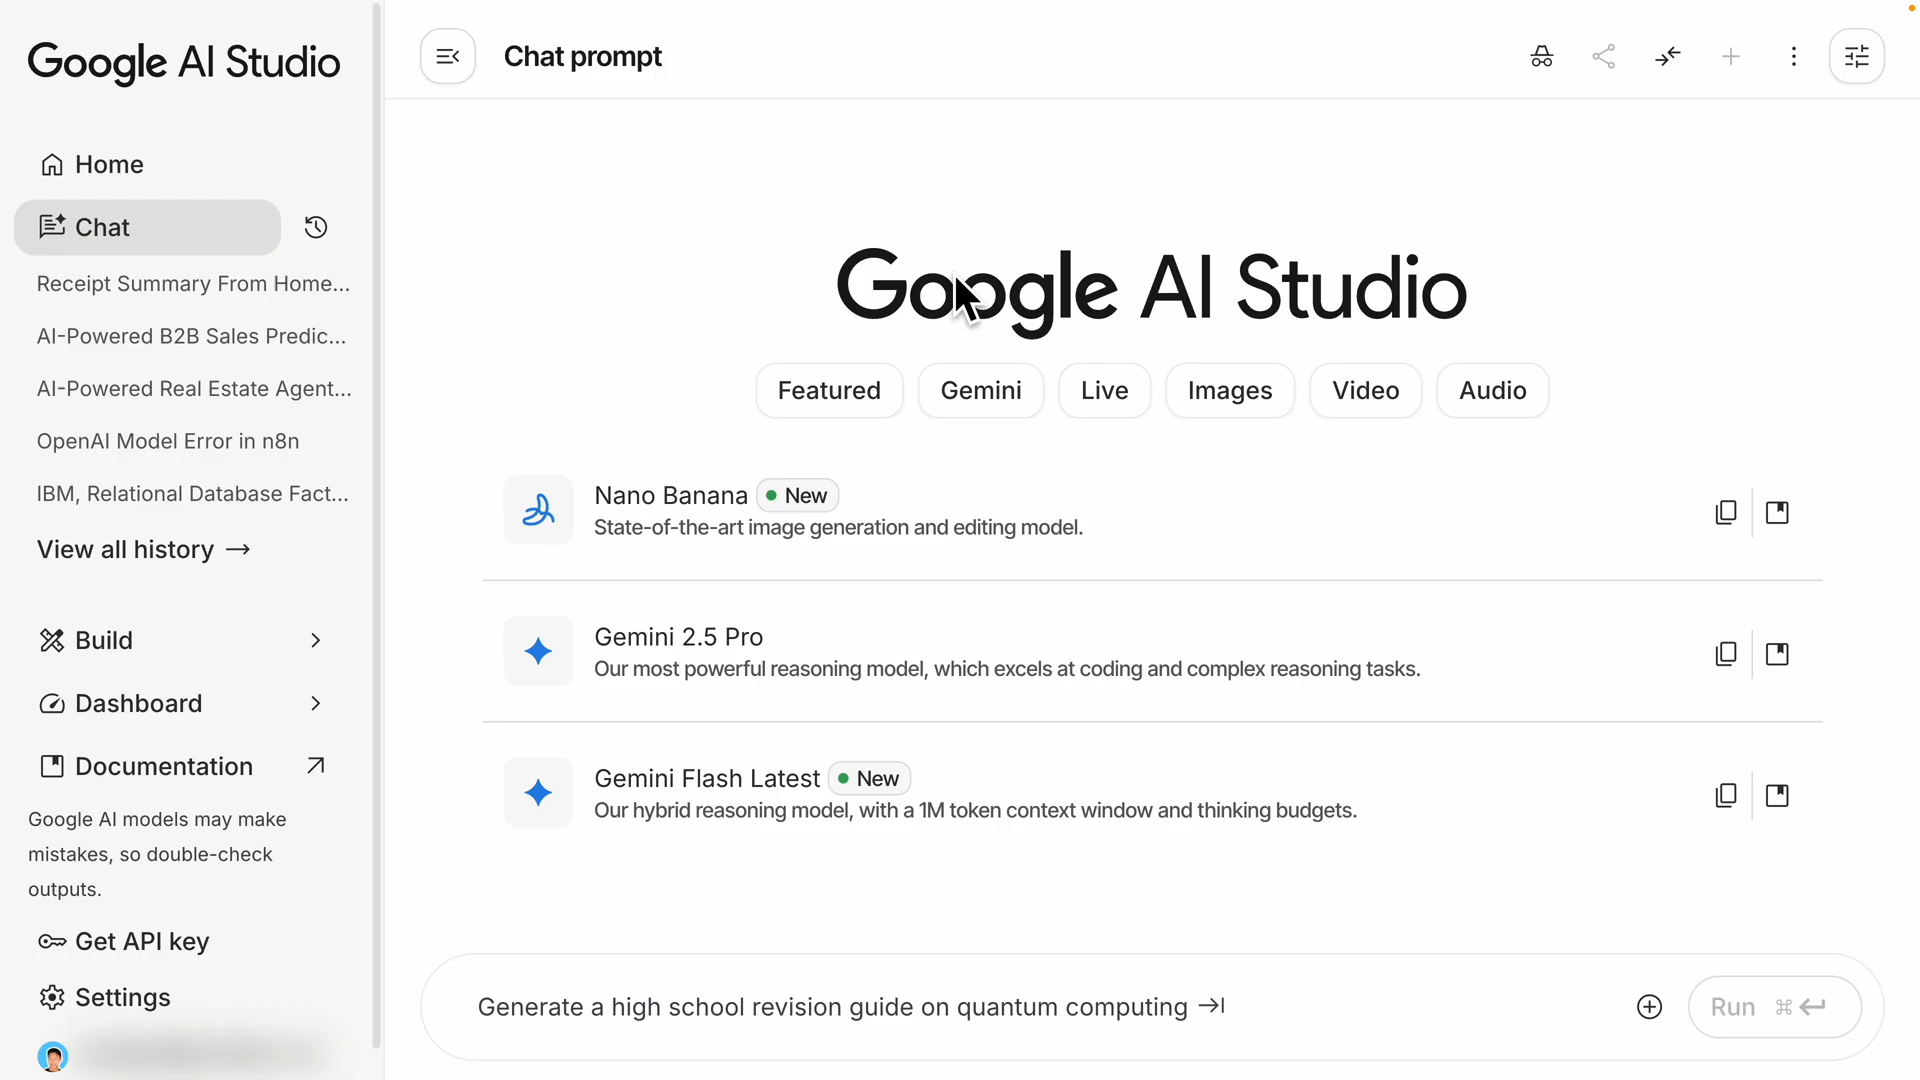 Google AI Studio
Home
Chat
Receipt Summary From Home...
AI-Powered B2B Sales Predic...
AI-Powered Real Estate Agent...
OpenAI Model Error in n8n
IBM, Relational Database Fact...
View all history →
Build
Dashboard
Documentation
Google AI models may make
mistakes, so double-check
outputs.
Get API key
Settings
Chat prompt
Google AI Studio
Featured
Gemini
Live
Images
Video
Audio
Nano Banana New
State-of-the-art image generation and editing model.
Gemini 2.5 Pro
Our most powerful reasoning model, which excels at coding and complex reasoning tasks.
Gemini Flash Latest New
Our hybrid reasoning model, with a 1M token context window and thinking budgets.
Generate a high school revision guide on quantum computing
Run ⌘ ↵